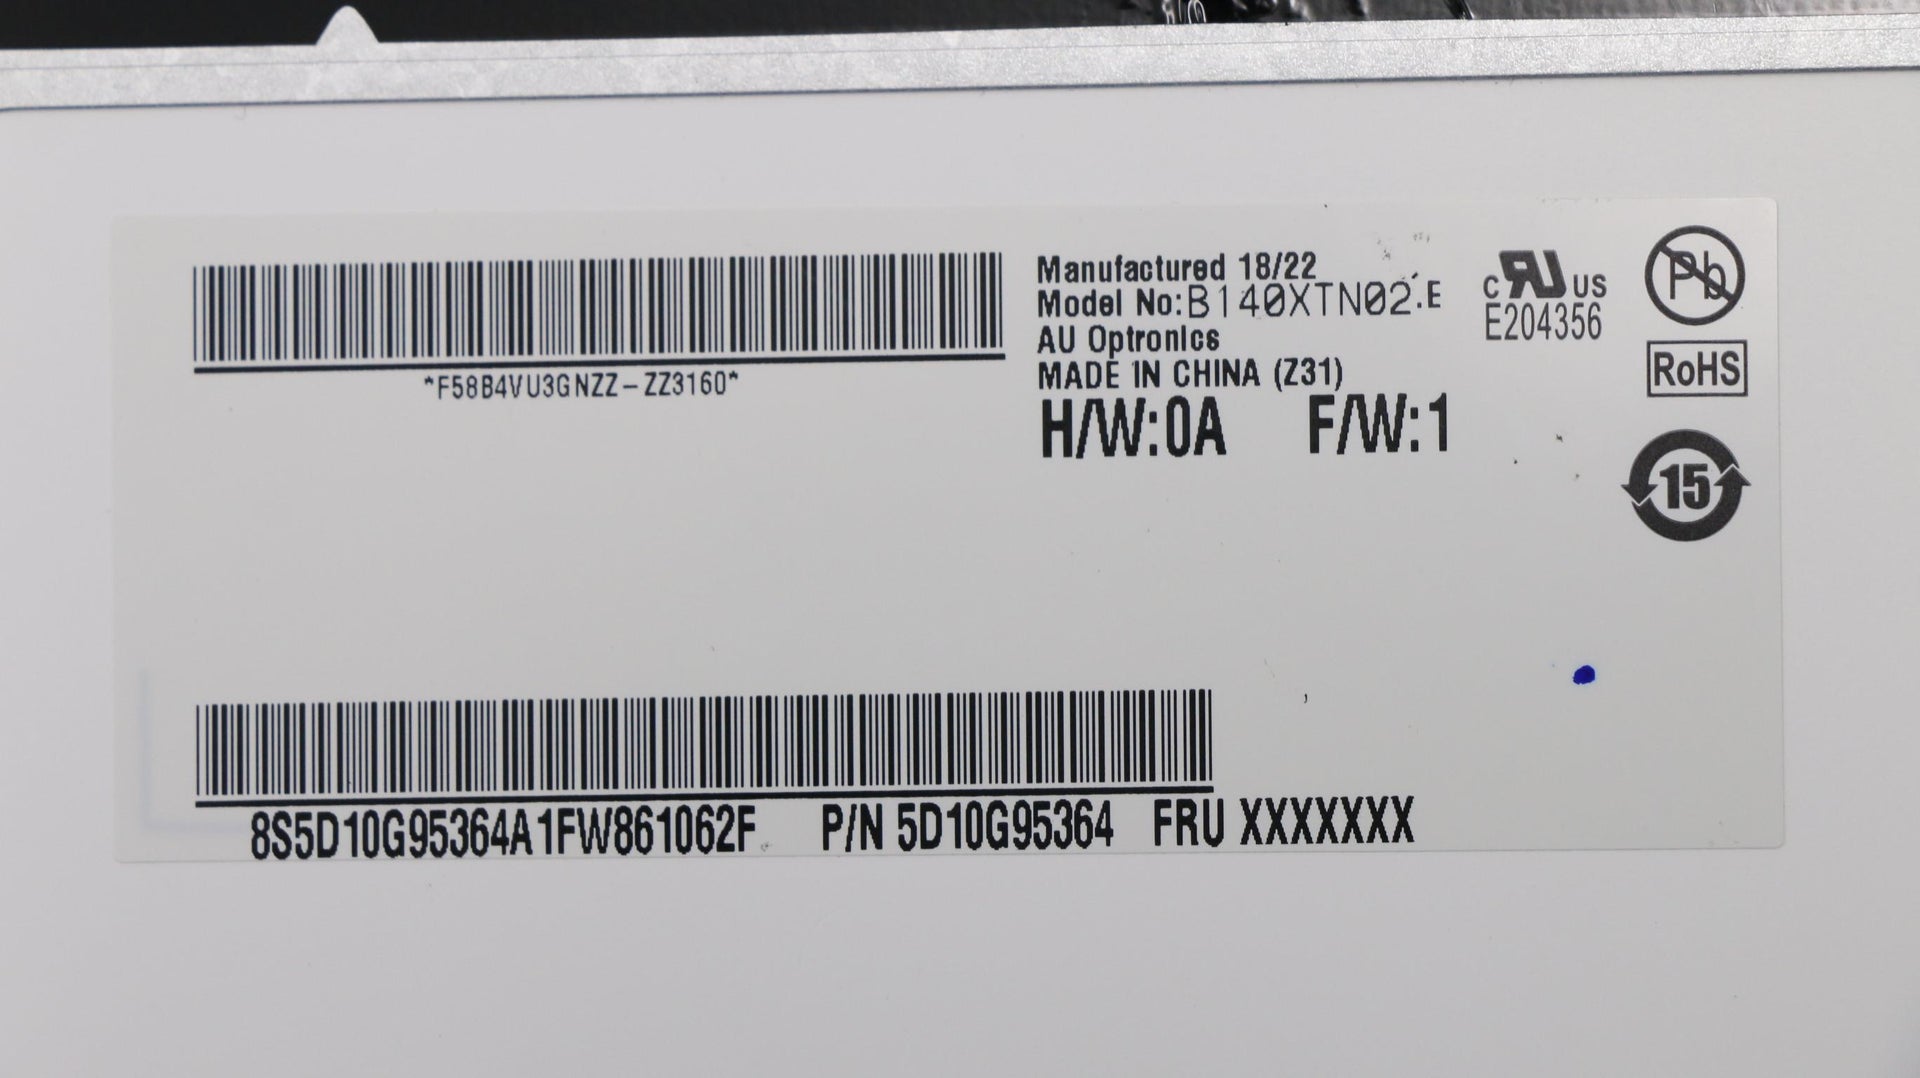 *F58B4VU3GNZZ-ZZ3160*
Manufactured 18/22
Model No:B140XTN02.E
AU Optronics
MADE IN CHINA (Z31)
H/W:0A F/W:1
c RU US
E204356
Pb
RoHS
15
8S5D10G95364A1FW861062F P/N 5D10G95364 FRU XXXXXXX